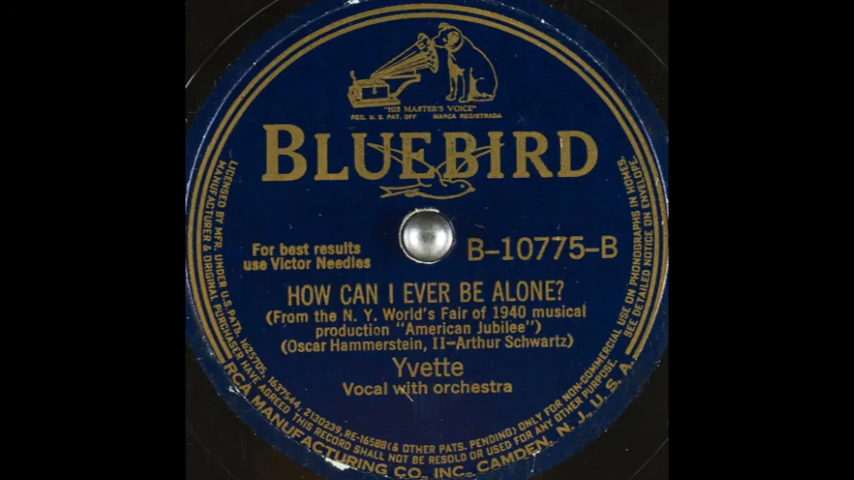 "HIS MASTER'S VOICE"
REG. U. S. PAT. OFF MARCA REGISTRADA
BLUEBIRD
For best results
use Victor Needles
B-10775-B
HOW CAN I EVER BE ALONE?
(From the N. Y. World's Fair of 1940 musical
production "American Jubilee")
(Oscar Hammerstein, II-Arthur Schwartz)
Yvette
Vocal with orchestra
LICENSED BY MFR. UNDER U.S. PATS. 1625705, 1637544, 2130239, RE-16588 (& OTHER PATS. PENDING) ONLY FOR NON-COMMERCIAL USE ON PHONOGRAPHS IN HOMES.
MANUFACTURER & ORIGINAL PURCHASER HAVE AGREED THIS RECORD SHALL NOT BE RESOLD OR USED FOR ANY OTHER PURPOSE. SEE DETAILED NOTICE ON ENVELOPE.
RCA MANUFACTURING CO., INC., CAMDEN, N. J., U. S. A.